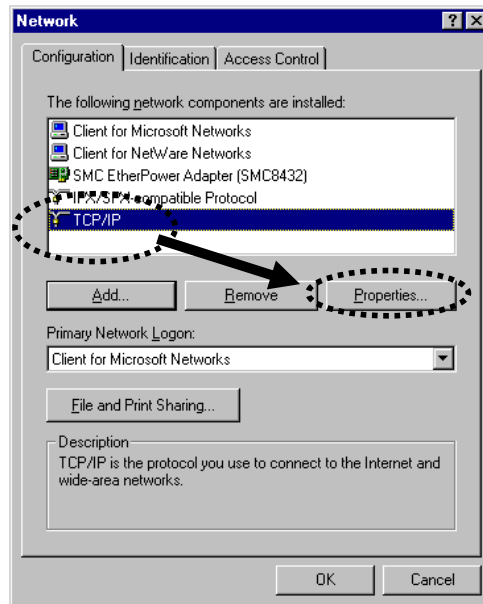 Network
Configuration Identification Access Control
The following network components are installed:
Client for Microsoft Networks
Client for NetWare Networks
SMC EtherPower Adapter (SMC8432)
IPX/SPX-compatible Protocol
TCP/IP
Add... Remove Properties...
Primary Network Logon:
Client for Microsoft Networks
File and Print Sharing...
Description
TCP/IP is the protocol you use to connect to the Internet and
wide-area networks.
OK Cancel